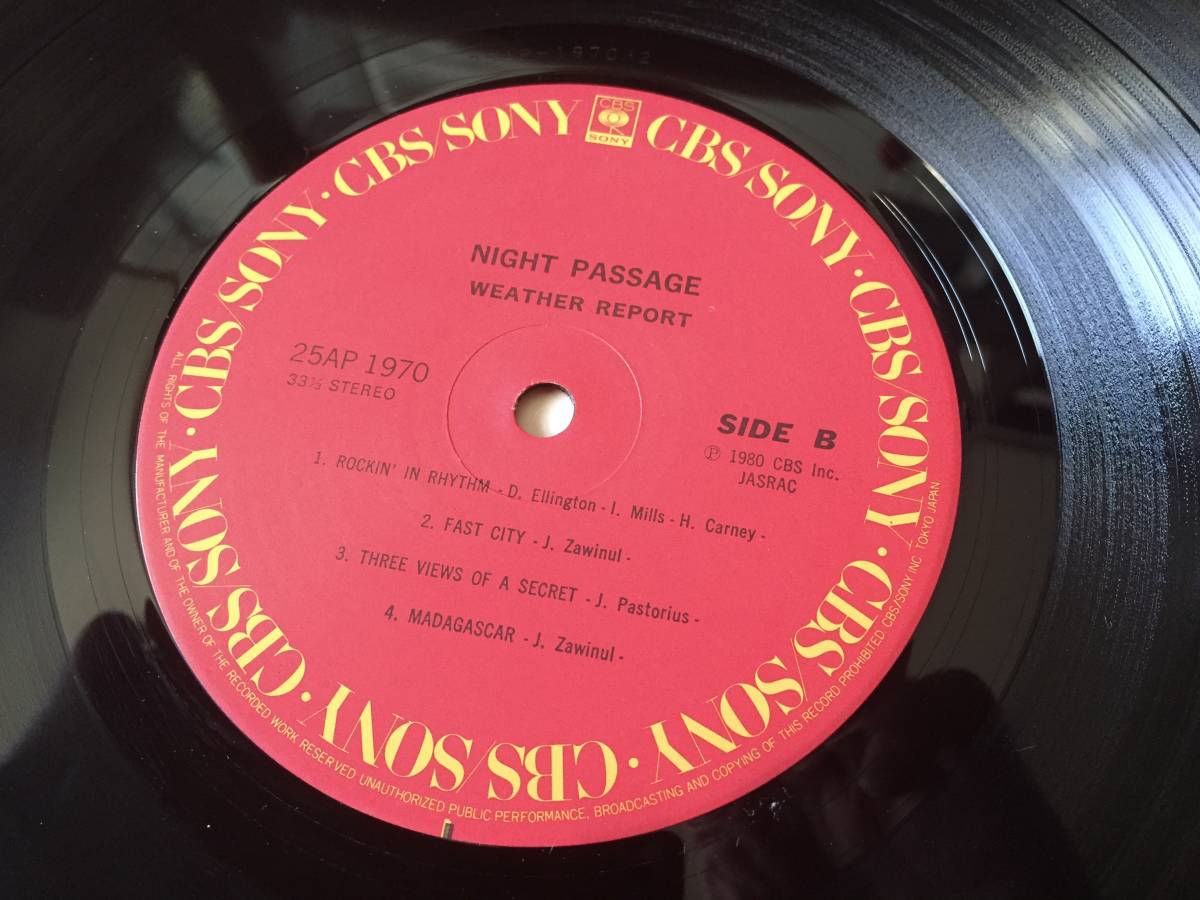 CBS
SONY
CBS/SONY · CBS/SONY · CBS/SONY · CBS/SONY · CBS/SONY · CBS/SONY · CBS/SONY · CBS/SONY · CBS/SONY
NIGHT PASSAGE
WEATHER REPORT
25AP 1970
33⅓ STEREO
SIDE B
Ⓟ 1980 CBS Inc.
JASRAC
1. ROCKIN' IN RHYTHM - D. Ellington - I. Mills - H. Carney -
2. FAST CITY - J. Zawinul -
3. THREE VIEWS OF A SECRET - J. Pastorius -
4. MADAGASCAR - J. Zawinul -
ALL RIGHTS OF THE MANUFACTURER AND OF THE OWNER OF THE RECORDED WORK RESERVED UNAUTHORIZED PUBLIC PERFORMANCE, BROADCASTING AND COPYING OF THIS RECORD PROHIBITED CBS/SONY INC TOKYO JAPAN